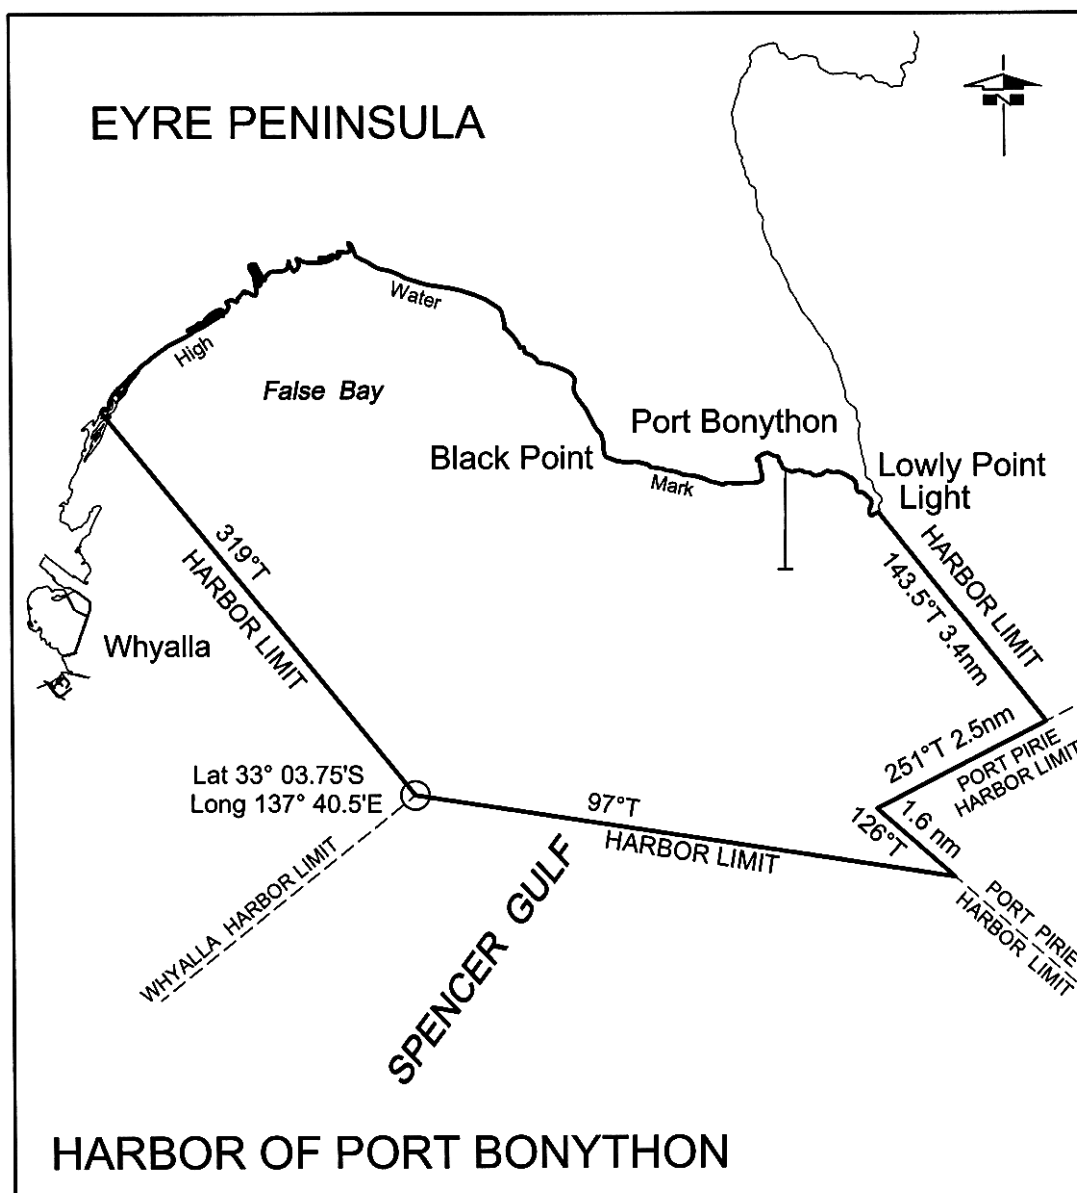 EYRE PENINSULA
N
Water
High
False Bay
Port Bonython
Black Point
Mark
Lowly Point
Light
319°T
HARBOR LIMIT
HARBOR LIMIT
143.5°T 3.4nm
Whyalla
251°T 2.5nm
PORT PIRIE
HARBOR LIMIT
Lat 33° 03.75'S
Long 137° 40.5'E
97°T
HARBOR LIMIT
1.6 nm
126°T
WHYALLA HARBOR LIMIT
SPENCER GULF
PORT PIRIE
HARBOR LIMIT
HARBOR OF PORT BONYTHON